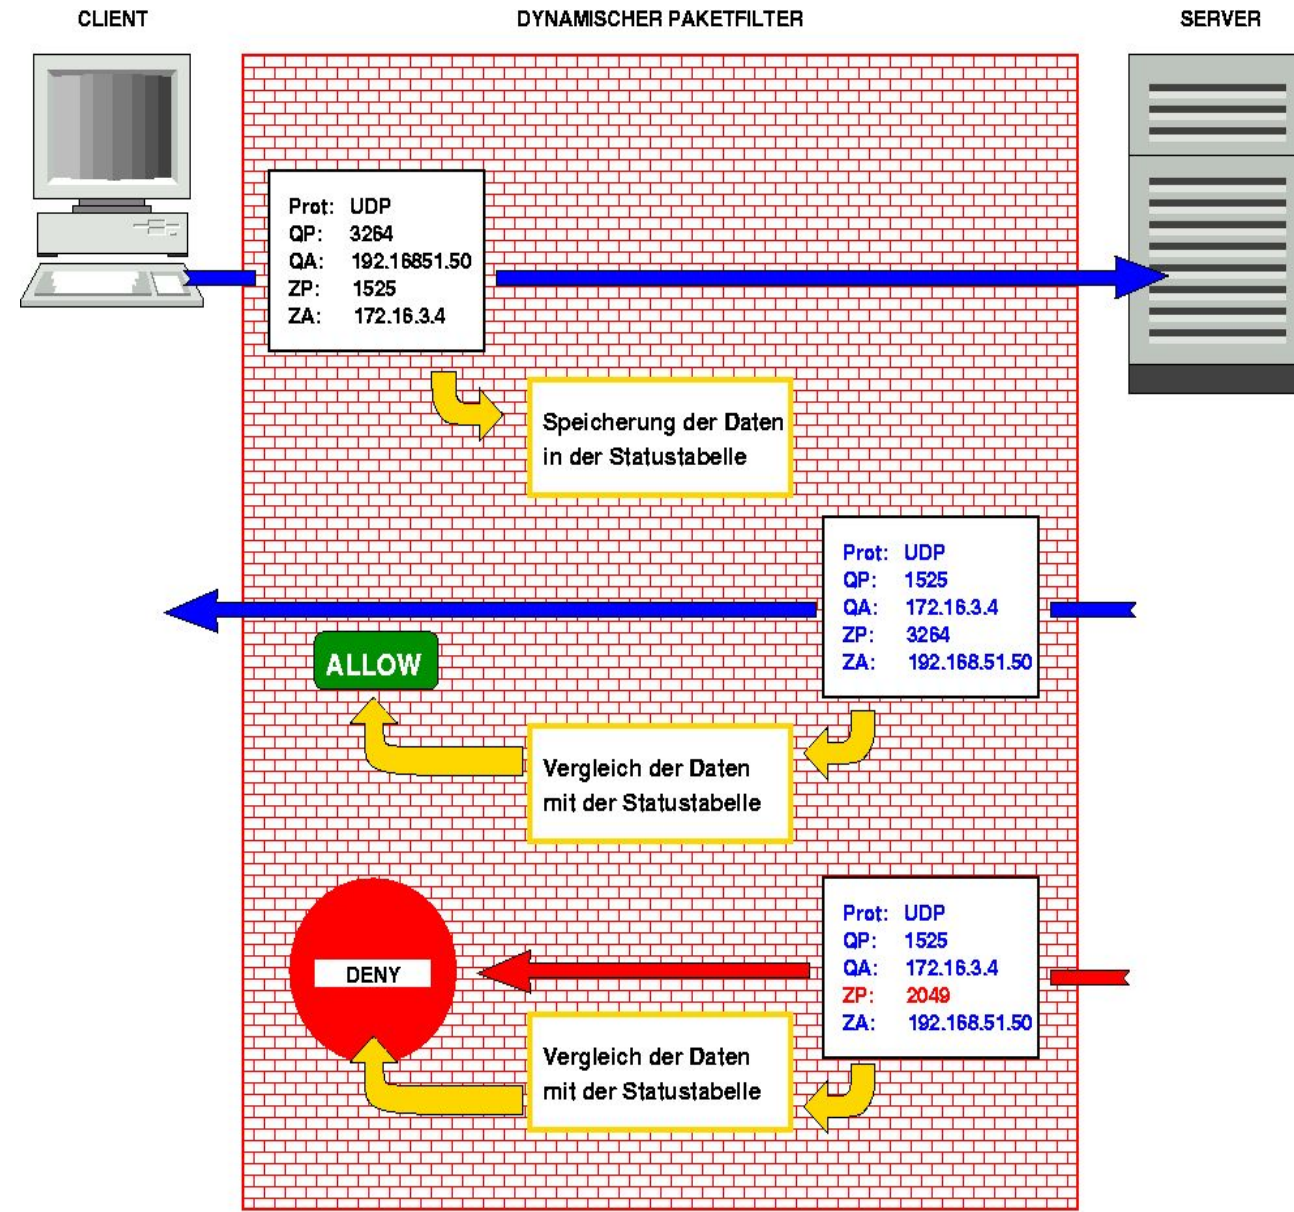 CLIENT
DYNAMISCHER PAKETFILTER
SERVER
Prot: UDP
QP: 3264
QA: 192.16851.50
ZP: 1525
ZA: 172.16.3.4
Speicherung der Daten
in der Statustabelle
Prot: UDP
QP: 1525
QA: 172.16.3.4
ZP: 3264
ZA: 192.168.51.50
ALLOW
Vergleich der Daten
mit der Statustabelle
Prot: UDP
QP: 1525
QA: 172.16.3.4
ZP: 2049
ZA: 192.168.51.50
DENY
Vergleich der Daten
mit der Statustabelle